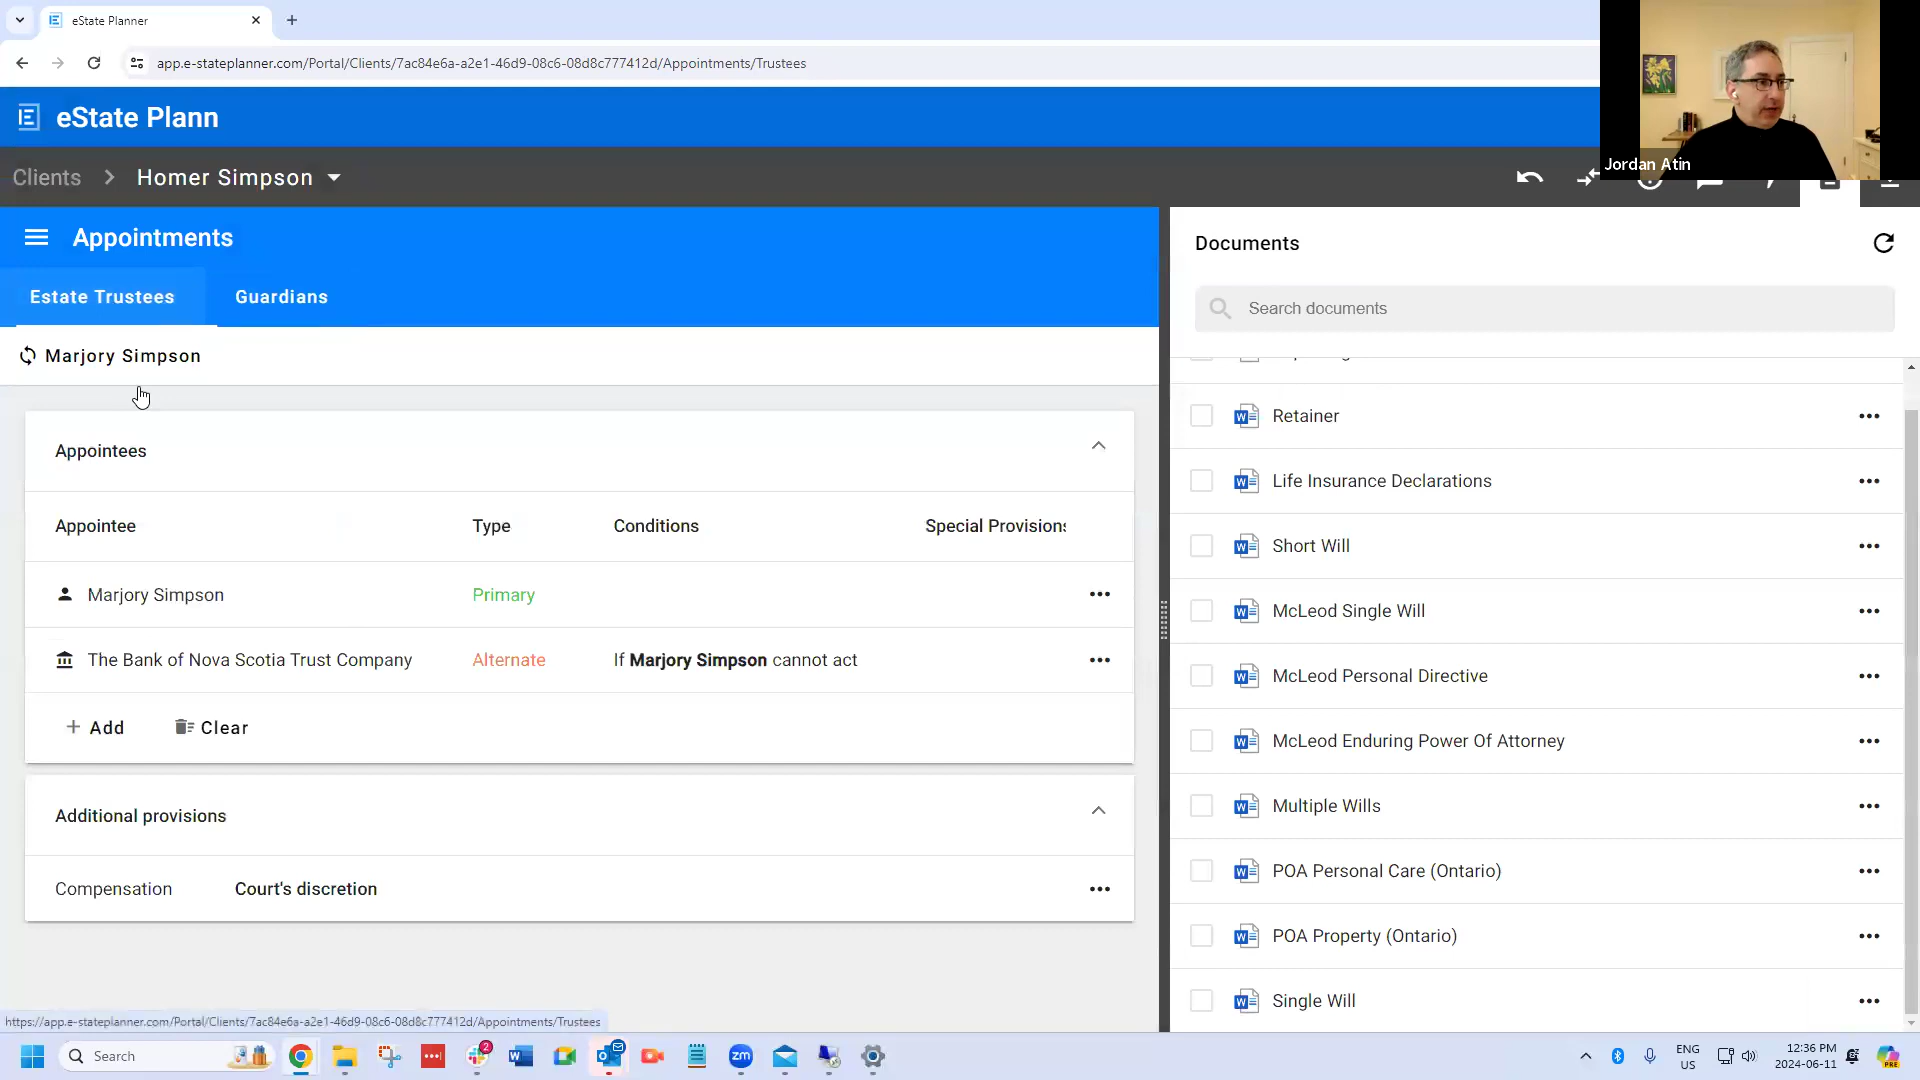 eState Planner
app.e-stateplanner.com/Portal/Clients/7ac84e6a-a2e1-46d9-08c6-08d8c777412d/Appointments/Trustees
eState Plann
Jordan Atin
Clients > Homer Simpson
Appointments
Estate Trustees Guardians
Marjory Simpson
Appointees
Appointee Type Conditions Special Provisions
Marjory Simpson Primary
The Bank of Nova Scotia Trust Company Alternate If Marjory Simpson cannot act
+ Add Clear
Additional provisions
Compensation Court's discretion
https://app.e-stateplanner.com/Portal/Clients/7ac84e6a-a2e1-46d9-08c6-08d8c777412d/Appointments/Trustees
Documents
Search documents
Retainer
Life Insurance Declarations
Short Will
McLeod Single Will
McLeod Personal Directive
McLeod Enduring Power Of Attorney
Multiple Wills
POA Personal Care (Ontario)
POA Property (Ontario)
Single Will
Search
2
zm
ENG
US
12:36 PM
2024-06-11
PRE